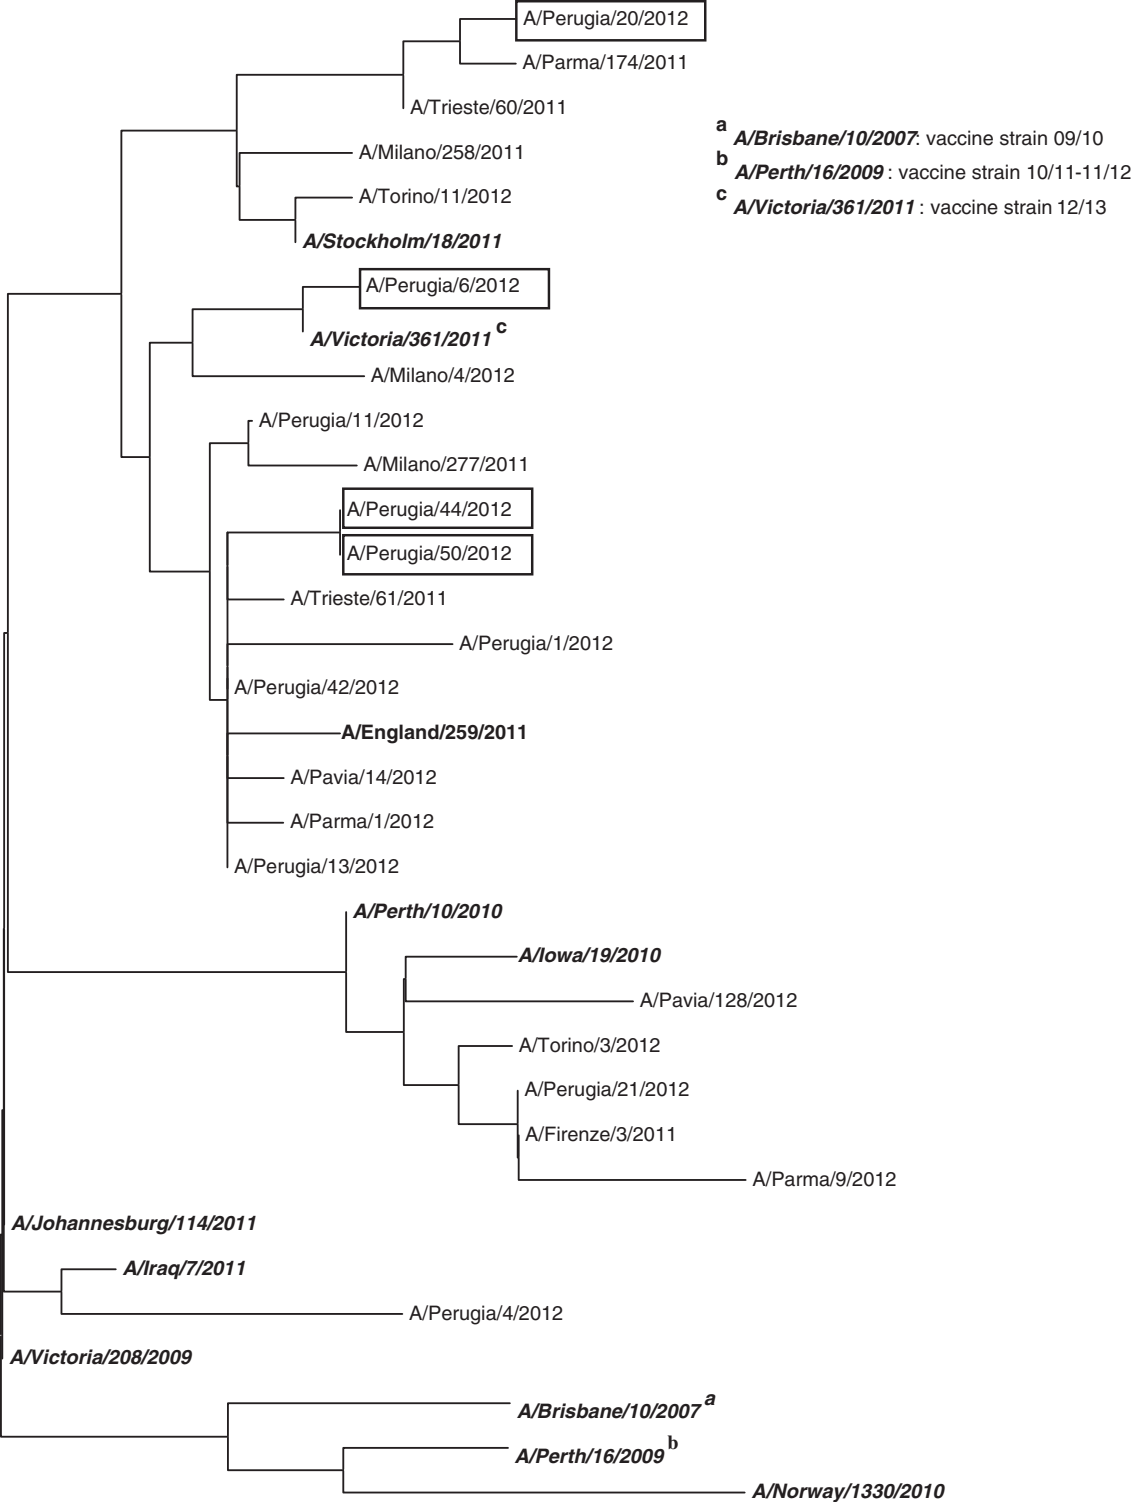 A/Perugia/20/2012
A/Parma/174/2011
A/Trieste/60/2011
a A/Brisbane/10/2007: vaccine strain 09/10
A/Milano/258/2011
b A/Perth/16/2009 : vaccine strain 10/11-11/12
A/Torino/11/2012
c A/Victoria/361/2011 : vaccine strain 12/13
A/Stockholm/18/2011
A/Perugia/6/2012
A/Victoria/361/2011 c
A/Milano/4/2012
A/Perugia/11/2012
A/Milano/277/2011
A/Perugia/44/2012
A/Perugia/50/2012
A/Trieste/61/2011
A/Perugia/1/2012
A/Perugia/42/2012
A/England/259/2011
A/Pavia/14/2012
A/Parma/1/2012
A/Perugia/13/2012
A/Perth/10/2010
A/Iowa/19/2010
A/Pavia/128/2012
A/Torino/3/2012
A/Perugia/21/2012
A/Firenze/3/2011
A/Parma/9/2012
A/Johannesburg/114/2011
A/Iraq/7/2011
A/Perugia/4/2012
A/Victoria/208/2009
A/Brisbane/10/2007 a
A/Perth/16/2009 b
A/Norway/1330/2010